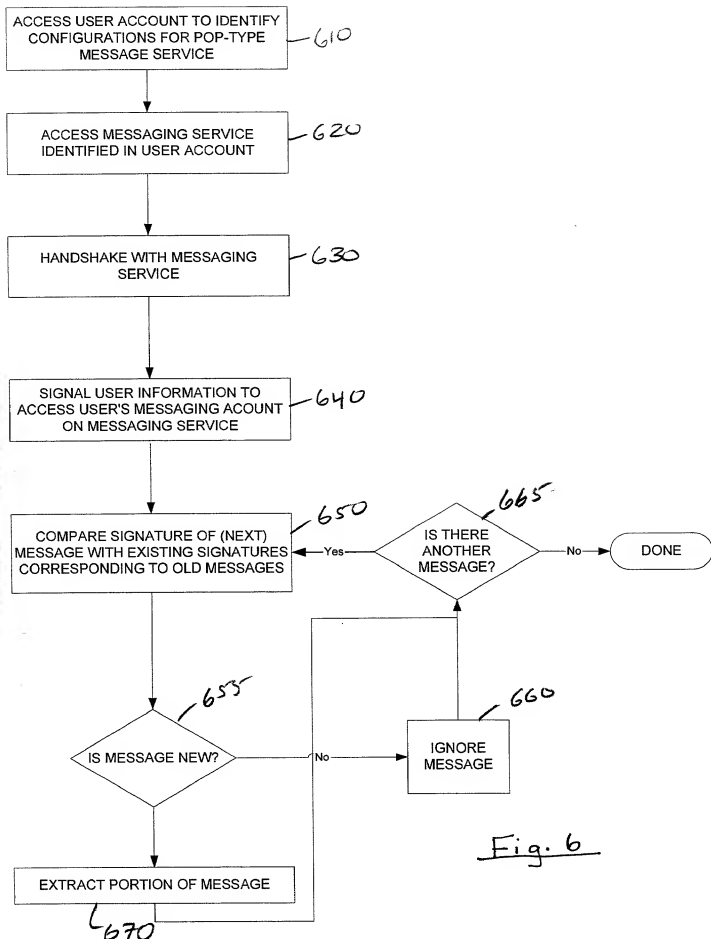 ACCESS USER ACCOUNT TO IDENTIFY
CONFIGURATIONS FOR POP-TYPE
MESSAGE SERVICE
610
ACCESS MESSAGING SERVICE
IDENTIFIED IN USER ACCOUNT
620
HANDSHAKE WITH MESSAGING
SERVICE
630
SIGNAL USER INFORMATION TO
ACCESS USER'S MESSAGING ACOUNT
ON MESSAGING SERVICE
640
COMPARE SIGNATURE OF (NEXT)
MESSAGE WITH EXISTING SIGNATURES
CORRESPONDING TO OLD MESSAGES
650
Yes
IS THERE
ANOTHER
MESSAGE?
665
No
DONE
IS MESSAGE NEW?
655
No
IGNORE
MESSAGE
660
EXTRACT PORTION OF MESSAGE
670
Fig. 6